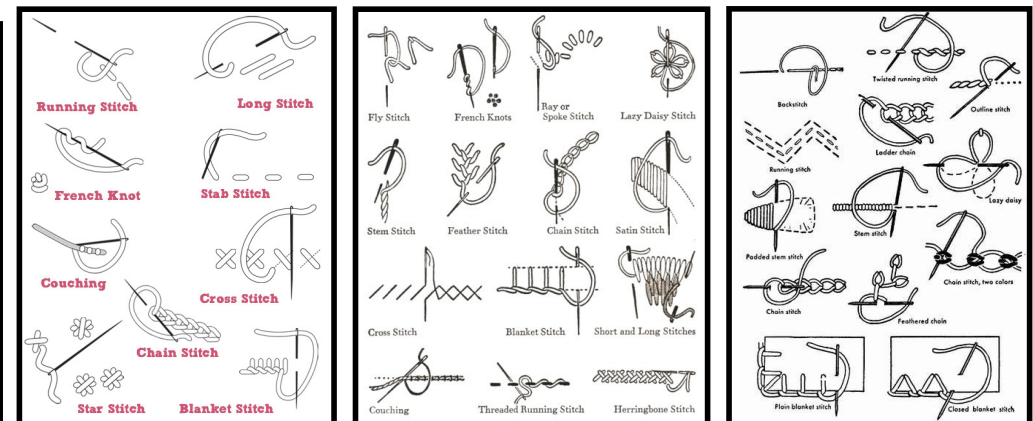 Running Stitch
Long Stitch
French Knot
Stab Stitch
Couching
Cross Stitch
Chain Stitch
Star Stitch
Blanket Stitch
Fly Stitch
French Knots
Ray or
Spoke Stitch
Lazy Daisy Stitch
Stem Stitch
Feather Stitch
Chain Stitch
Satin Stitch
Cross Stitch
Blanket Stitch
Short and Long Stitches
Couching
Threaded Running Stitch
Herringbone Stitch
Backstitch
Twisted running stitch
Outline stitch
Ladder chain
Running stitch
Lazy daisy
Stem stitch
Padded stem stitch
Chain stitch, two colors
Chain stitch
Feathered chain
Plain blanket stitch
Closed blanket stitch